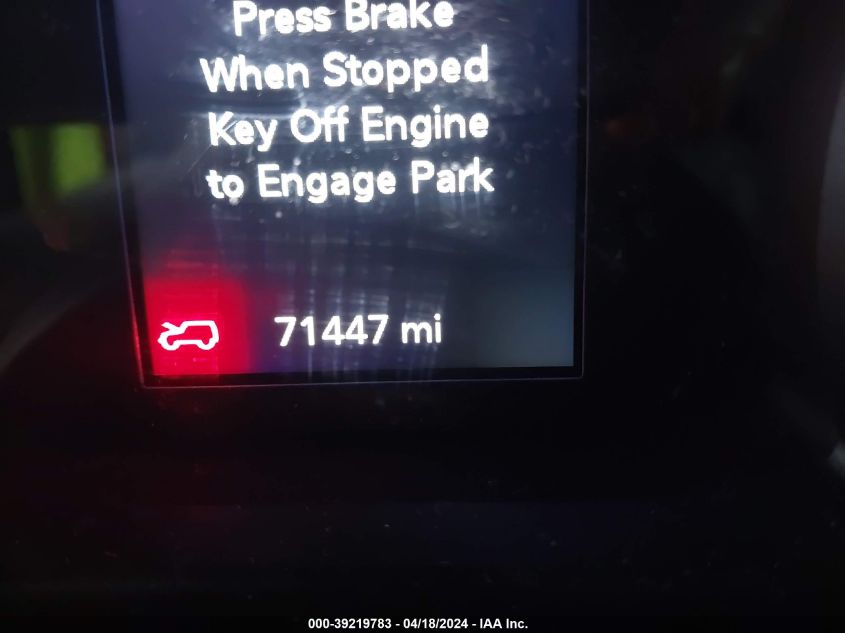 Press Brake
When Stopped
Key Off Engine
to Engage Park
71447 mi
000-39219783 - 04/18/2024 - IAA Inc.